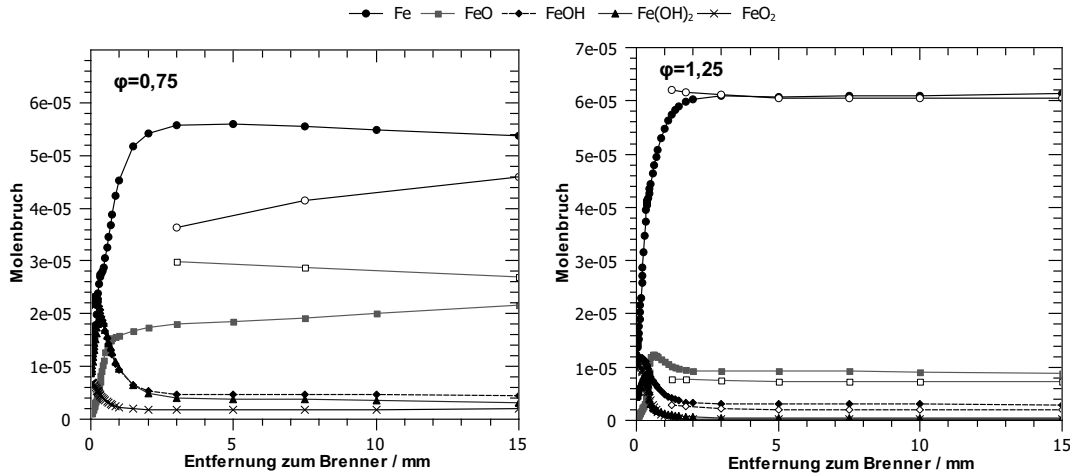 Fe FeO FeOH Fe(OH)₂ FeO₂
φ=0,75
6e-05
5e-05
4e-05
3e-05
2e-05
1e-05
0
Molenbruch
0 5 10 15
Entfernung zum Brenner / mm
φ=1,25
7e-05
6e-05
5e-05
4e-05
3e-05
2e-05
1e-05
0
Molenbruch
0 5 10 15
Entfernung zum Brenner / mm